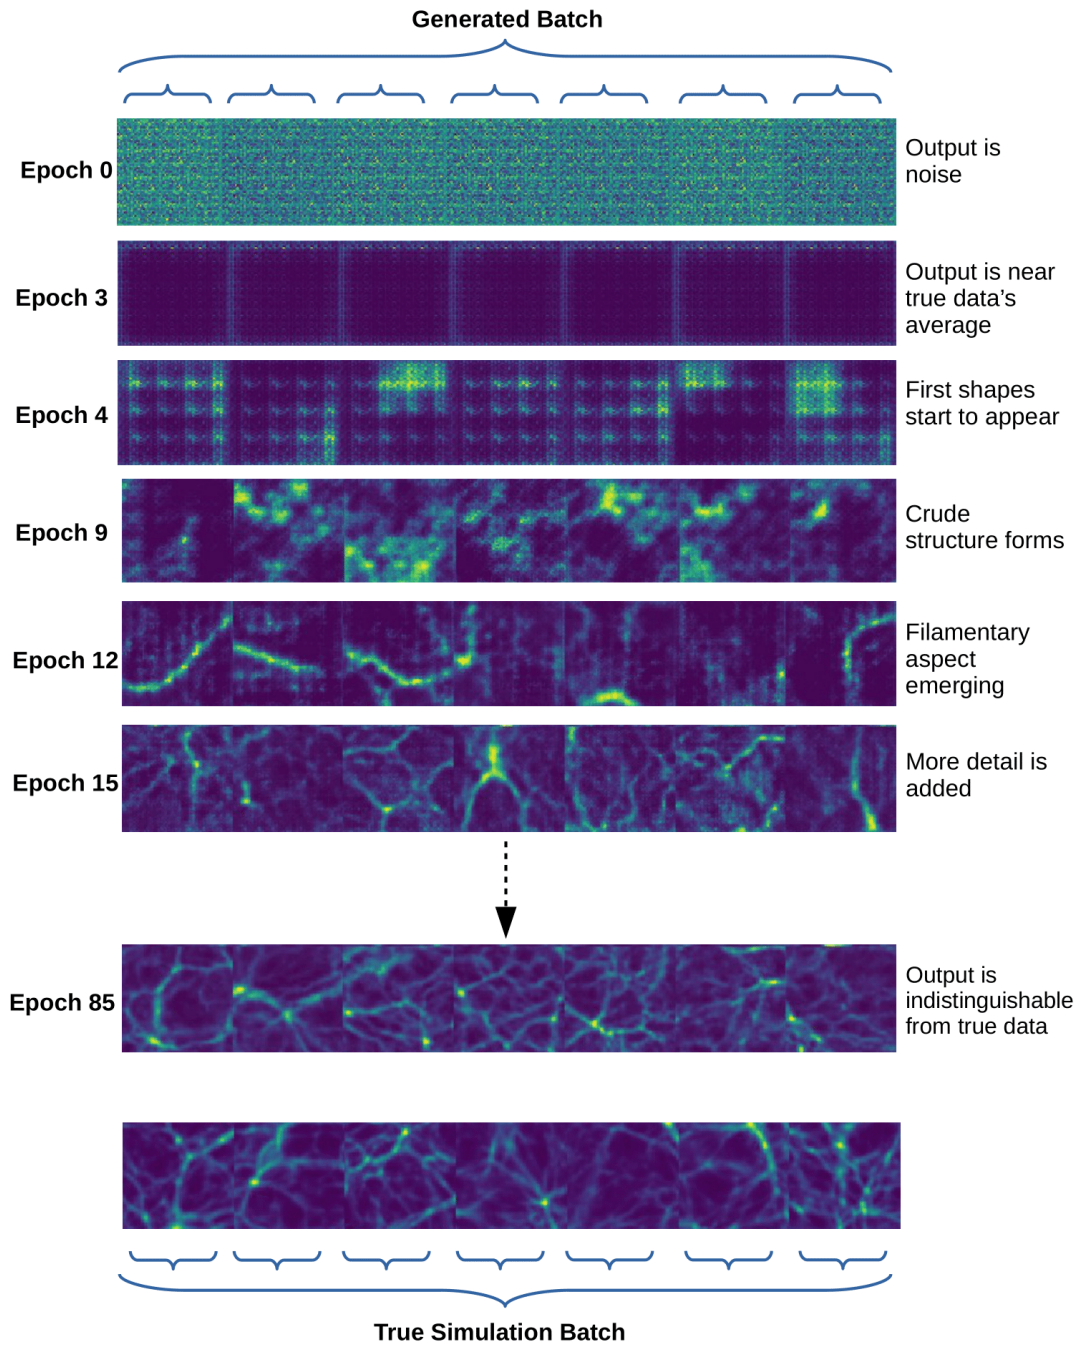 Generated Batch
Epoch 0
Output is
noise
Epoch 3
Output is near
true data's
average
Epoch 4
First shapes
start to appear
Epoch 9
Crude
structure forms
Epoch 12
Filamentary
aspect
emerging
Epoch 15
More detail is
added
Epoch 85
Output is
indistinguishable
from true data
True Simulation Batch